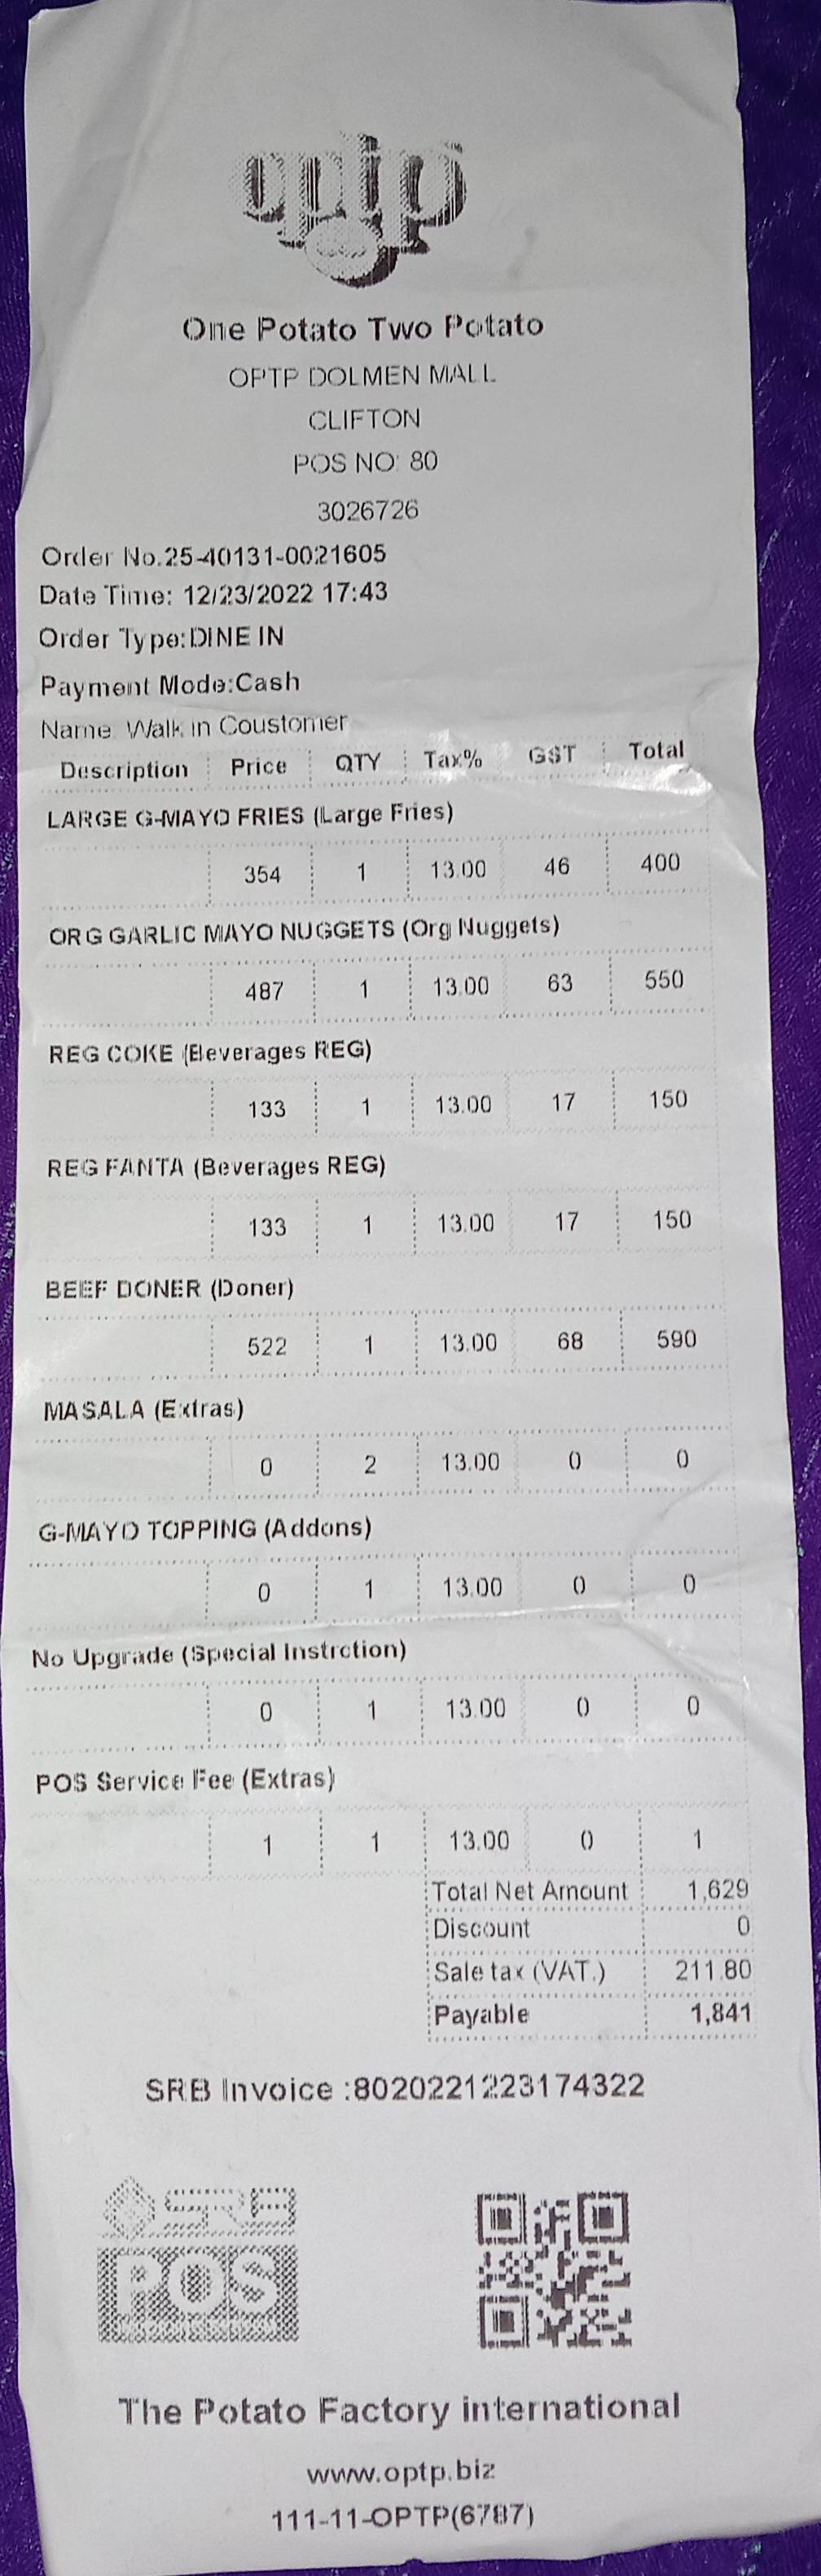 optp
One Potato Two Potato
OPTP DOLMEN MALL
CLIFTON
POS NO: 80
3026726
Order No.25-40131-0021605
Date Time: 12/23/2022 17:43
Order Type:DINE IN
Payment Mode:Cash
Name: Walk in Coustomer
Description Price QTY Tax% GST Total
LARGE G-MAYO FRIES (Large Fries)
354 1 13.00 46 400
ORG GARLIC MAYO NUGGETS (Org Nuggets)
487 1 13.00 63 550
REG COKE (Beverages REG)
133 1 13.00 17 150
REG FANTA (Beverages REG)
133 1 13.00 17 150
BEEF DONER (Doner)
522 1 13.00 68 590
MASALA (Extras)
0 2 13.00 0 0
G-MAYO TOPPING (Addons)
0 1 13.00 0 0
No Upgrade (Special Instrction)
0 1 13.00 0 0
POS Service Fee (Extras)
1 1 13.00 0 1
Total Net Amount 1,629
Discount 0
Sale tax (VAT.) 211.80
Payable 1,841
SRB Invoice :8020221223174322
SRB
POS
The Potato Factory international
www.optp.biz
111-11-OPTP(6787)